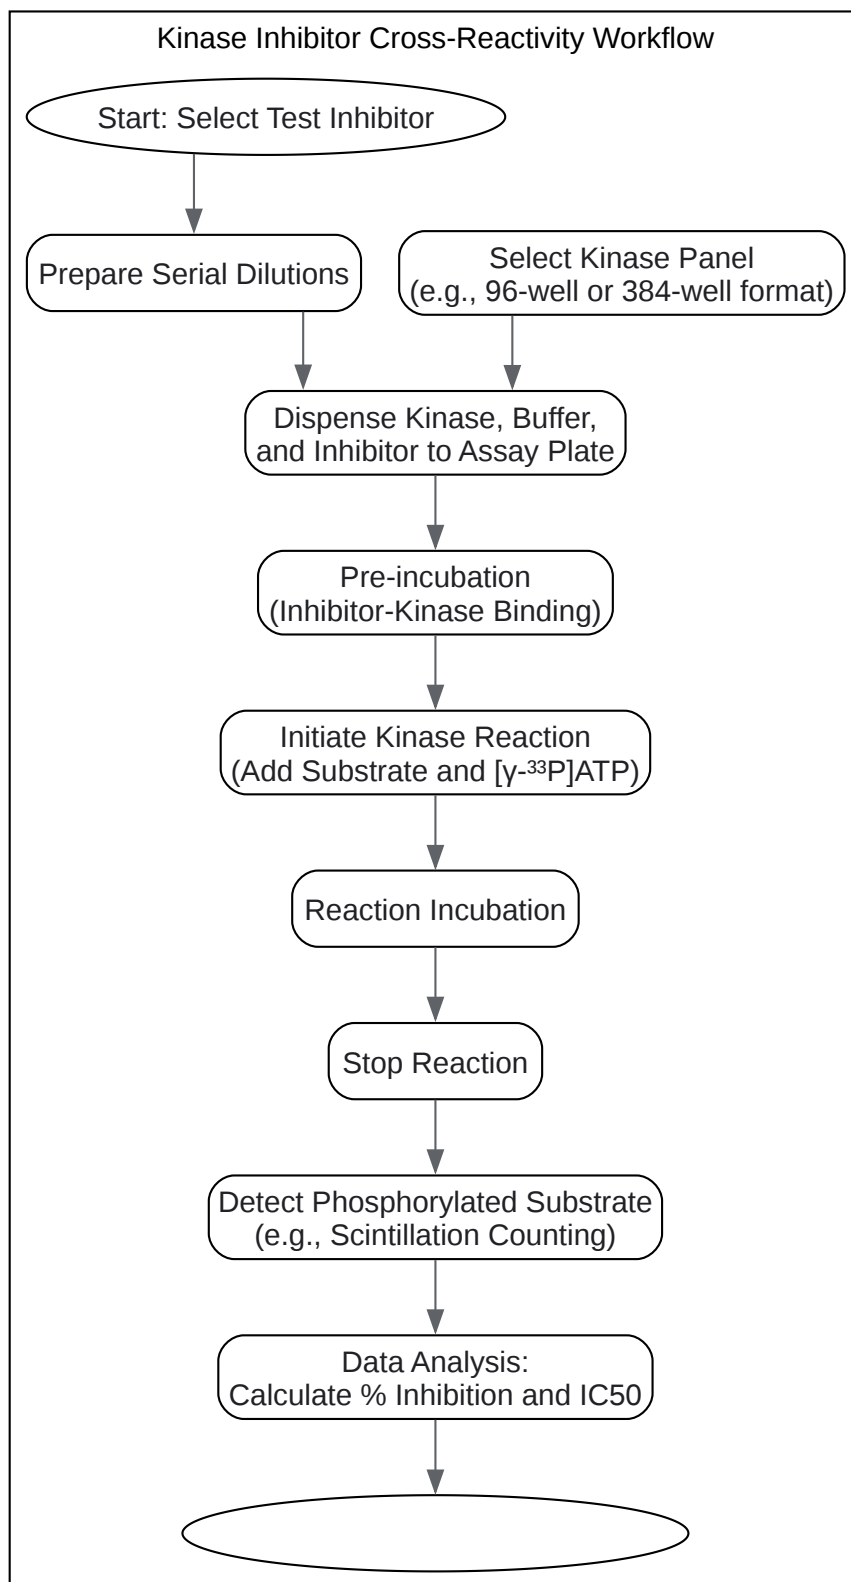 Kinase Inhibitor Cross-Reactivity Workflow
Start: Select Test Inhibitor
Prepare Serial Dilutions
Select Kinase Panel
(e.g., 96-well or 384-well format)
Dispense Kinase, Buffer,
and Inhibitor to Assay Plate
Pre-incubation
(Inhibitor-Kinase Binding)
Initiate Kinase Reaction
(Add Substrate and [γ-³³P]ATP)
Reaction Incubation
Stop Reaction
Detect Phosphorylated Substrate
(e.g., Scintillation Counting)
Data Analysis:
Calculate % Inhibition and IC50